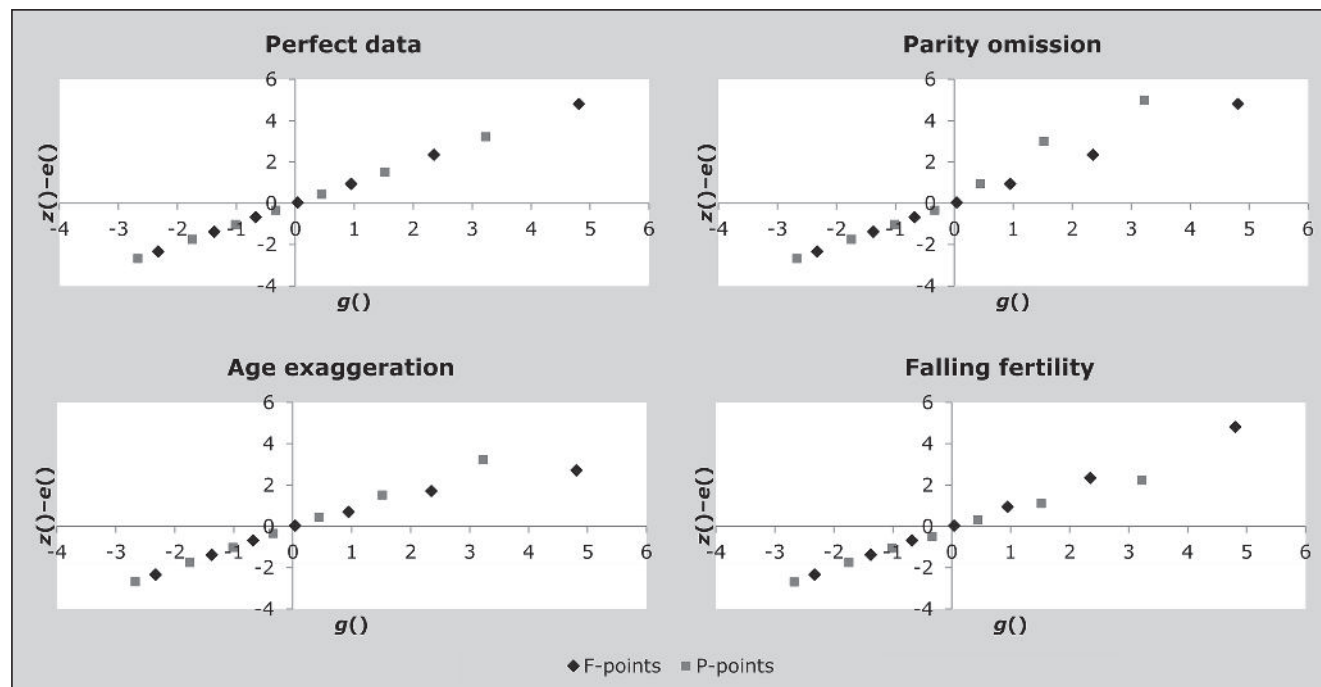 Perfect data
6
4
2
0
-4 -3 -2 -1 0 1 2 3 4 5 6
-2
-4
z()–e()
g()
Parity omission
6
4
2
0
-4 -3 -2 -1 0 1 2 3 4 5 6
-2
-4
z()–e()
g()
Age exaggeration
6
4
2
0
-4 -3 -2 -1 0 1 2 3 4 5 6
-2
-4
z()–e()
g()
Falling fertility
6
4
2
0
-4 -3 -2 -1 0 1 2 3 4 5 6
-2
-4
z()–e()
g()
F-points P-points